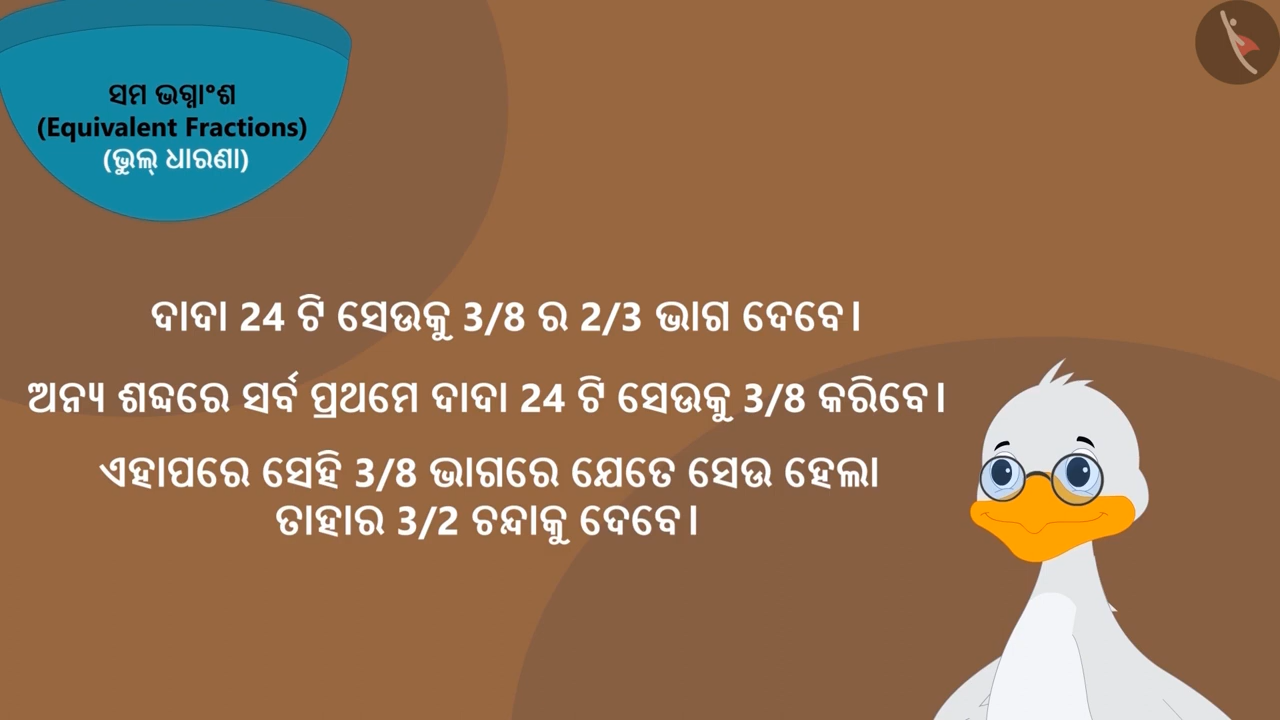 ସମ ଭଗ୍ନାଂଶ
(Equivalent Fractions)
(ଭୁଲ୍ ଧାରଣା)
ଦାଦା 24 ଟି ସେଉକୁ 3/8 ର 2/3 ଭାଗ ଦେବେ।
ଅନ୍ୟ ଶବ୍ଦରେ ସର୍ବ ପ୍ରଥମେ ଦାଦା 24 ଟି ସେଉକୁ 3/8 କରିବେ।
ଏହାପରେ ସେହି 3/8 ଭାଗରେ ଯେତେ ସେଉ ହେଲା
ତାହାର 3/2 ଚନ୍ଦାକୁ ଦେବେ।